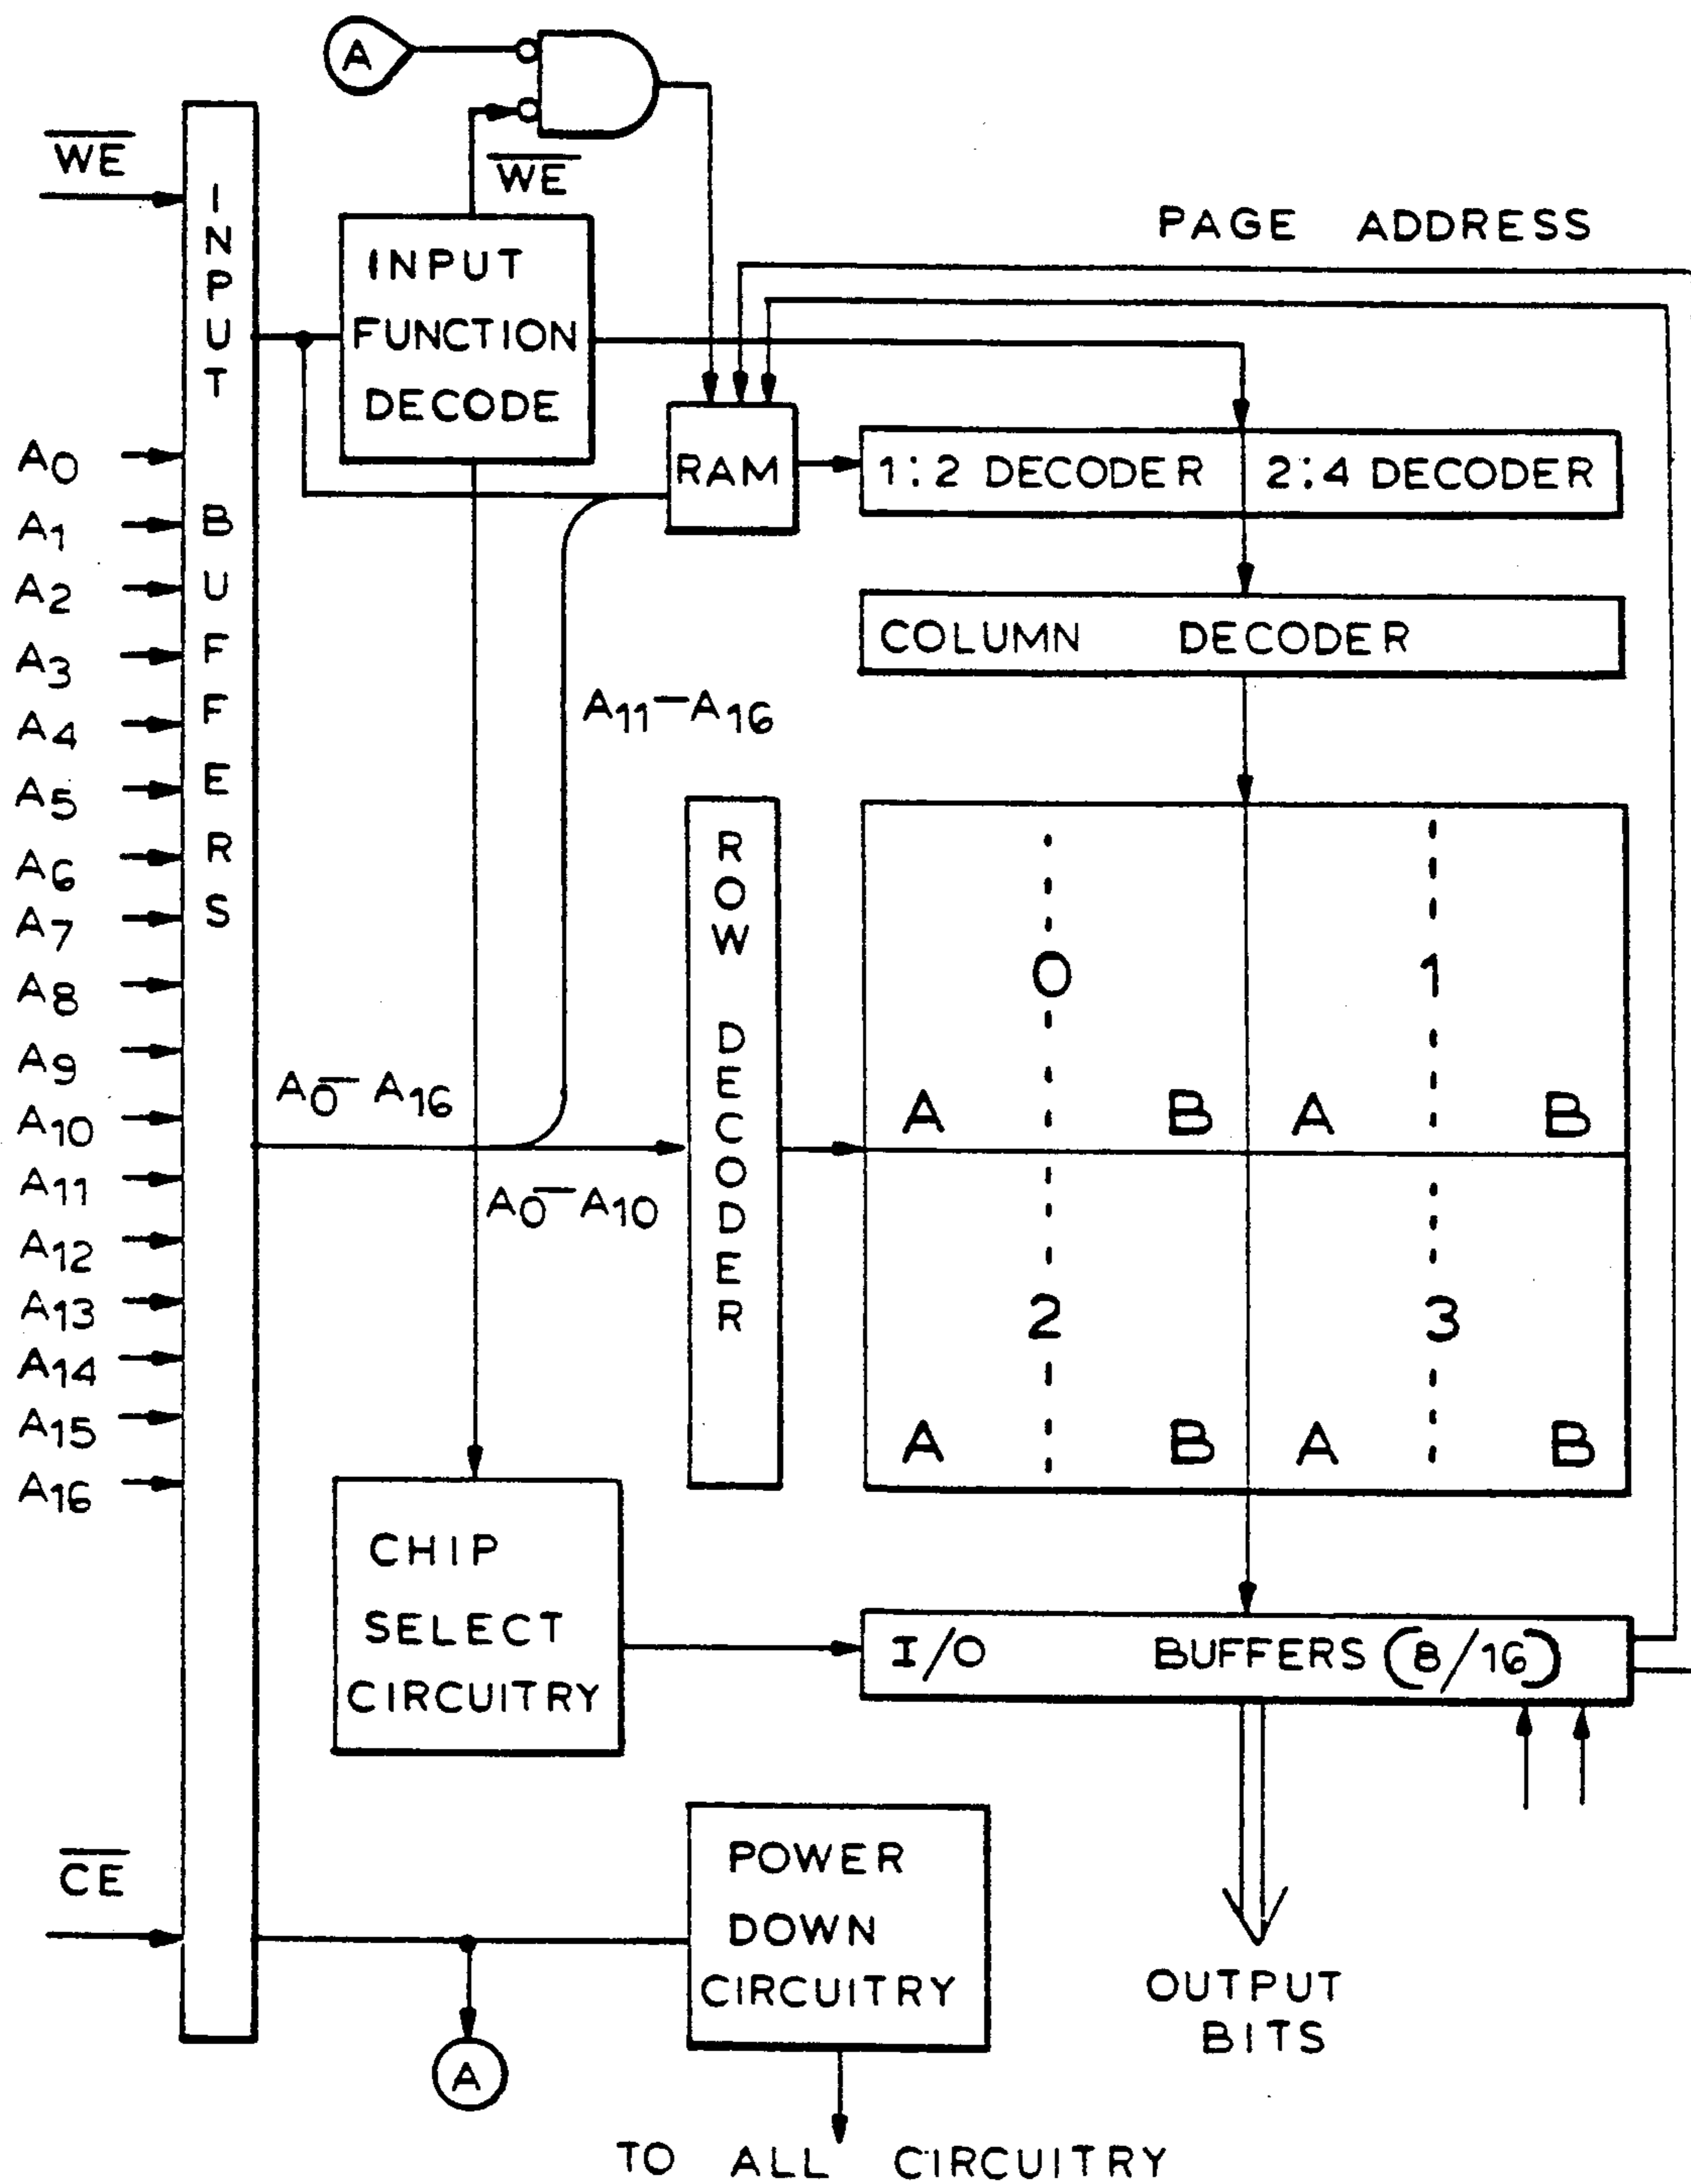 A
W̅E̅
W̅E̅
INPUT BUFFERS
PAGE ADDRESS
INPUT
FUNCTION
DECODE
RAM
1:2 DECODER 2:4 DECODER
COLUMN DECODER
A0
A1
A2
A3
A4
A5
A6
A7
A8
A9
A10
A11
A12
A13
A14
A15
A16
A11—A16
A0—A16
A0—A10
ROW DECODER
0
1
A B A B
2
3
A B A B
CHIP
SELECT
CIRCUITRY
I/O BUFFERS (8/16)
C̅E̅
POWER
DOWN
CIRCUITRY
A
OUTPUT
BITS
TO ALL CIRCUITRY